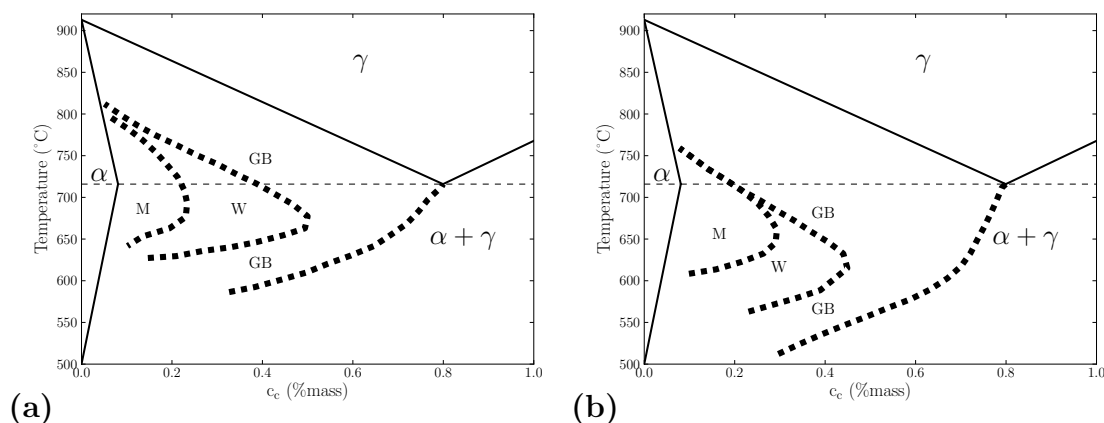 900
γ
850
800
Temperature (°C)
750
GB
α
700
M
W
α + γ
650
GB
600
550
500
0.0 0.2 0.4 0.6 0.8 1.0
c_c (%mass)
(a)
900
γ
850
800
Temperature (°C)
750
α
700
GB
M
α + γ
650
W
600
GB
550
500
0.0 0.2 0.4 0.6 0.8 1.0
c_c (%mass)
(b)